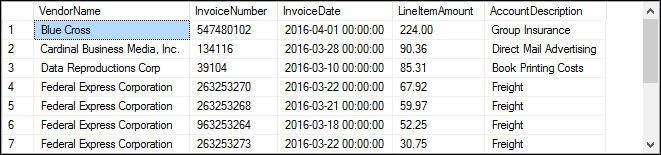 VendorName InvoiceNumber InvoiceDate LineItemAmount AccountDescription
1 Blue Cross 547480102 2016-04-01 00:00:00 224.00 Group Insurance
2 Cardinal Business Media, Inc. 134116 2016-03-28 00:00:00 90.36 Direct Mail Advertising
3 Data Reproductions Corp 39104 2016-03-10 00:00:00 85.31 Book Printing Costs
4 Federal Express Corporation 263253270 2016-03-22 00:00:00 67.92 Freight
5 Federal Express Corporation 263253268 2016-03-21 00:00:00 59.97 Freight
6 Federal Express Corporation 963253264 2016-03-18 00:00:00 52.25 Freight
7 Federal Express Corporation 263253273 2016-03-22 00:00:00 30.75 Freight